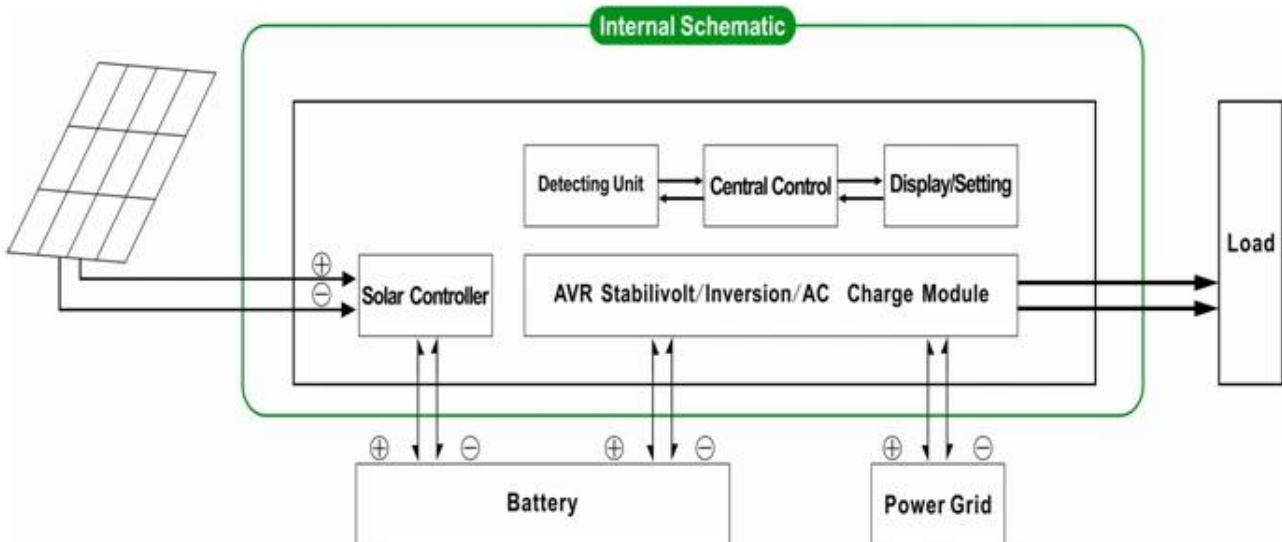 Internal Schematic
Detecting Unit
Central Control
Display/Setting
Load
⊕
⊖
Solar Controller
AVR Stabilivolt/Inversion/AC Charge Module
⊕ ⊖ ⊕ ⊖ ⊕ ⊖
Battery
Power Grid